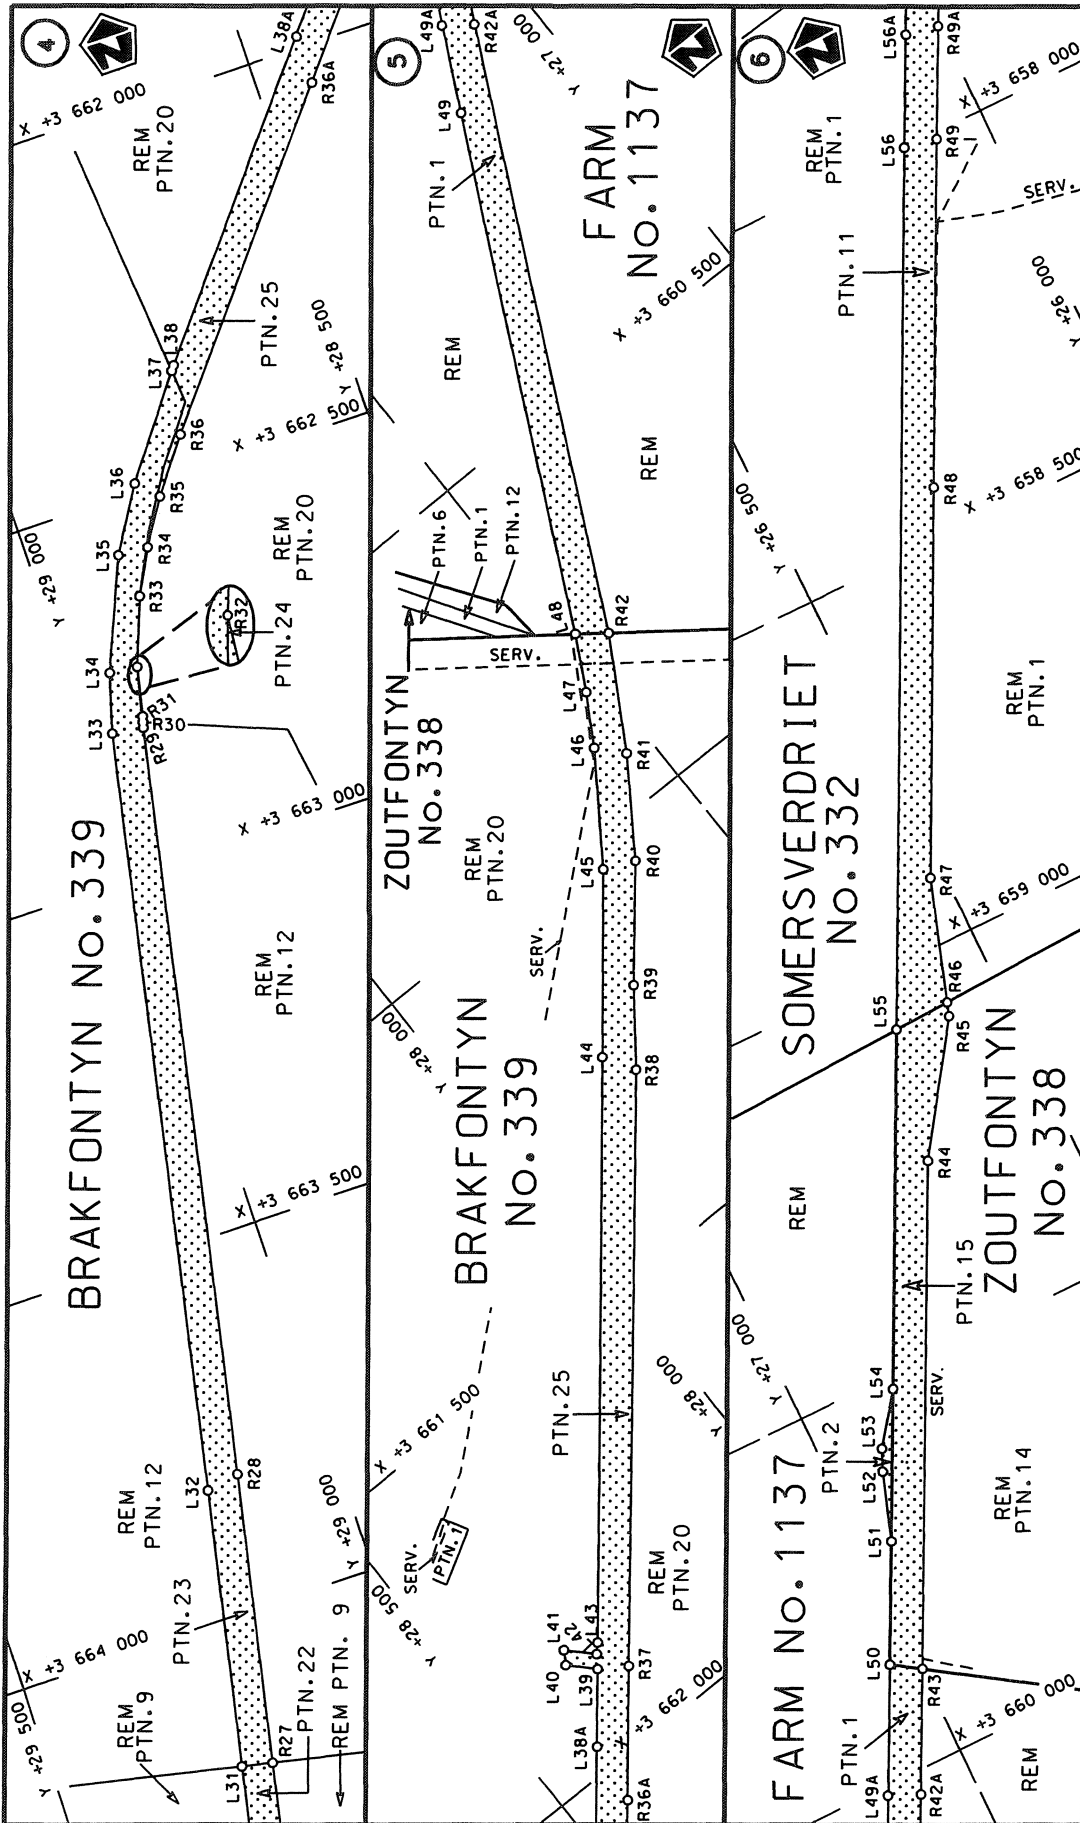 4
X +3 662 000
L38A
R36A
REM
PTN.20
L37
L38
PTN.25
Y +28 500
X +3 662 500
R36
L36
R35
L35
R34
R33
Y +29 000
REM
PTN.20
R32
PTN.24
L34
R31
R30
R29
L33
X +3 663 000
BRAKFONTYN No.339
REM
PTN.12
X +3 663 500
L32
R28
REM
PTN.12
PTN.23
Y +29 000
X +3 664 000
Y +29 500
REM
PTN.9
L31
R27
PTN.22
REM PTN. 9
5
L49A
R42A
Y +27 000
L49
PTN.1
FARM
No.1137
X +3 660 500
REM
REM
PTN.6
PTN.1
PTN.12
L48
R42
SERV.
ZOUTFONTYN
No.338
L47
L46
R41
REM
PTN.20
L45
R40
SERV.
R39
Y +28 000
L44
R38
BRAKFONTYN
No.339
X +3 661 500
PTN.25
Y +28 000
SERV.
PTN.1
Y +28 500
REM
PTN.20
L41
42
L43
L40
L39
R37
X +3 662 000
L38A
R36A
6
L56A
R49A
X +3 658 000
L56
R49
REM
PTN.1
SERV.
PTN.11
Y +26 000
Y +26 500
R48
X +3 658 500
SOMERSVERDRIET
No.332
REM
PTN.1
R47
X +3 659 000
L55
R46
R45
ZOUTFONTYN
No.338
R44
REM
PTN.15
Y +27 000
L54
SERV.
L53
L52
PTN.2
L51
FARM No.1137
REM
PTN.14
L50
R43
PTN.1
X +3 660 000
REM
L49A
R42A